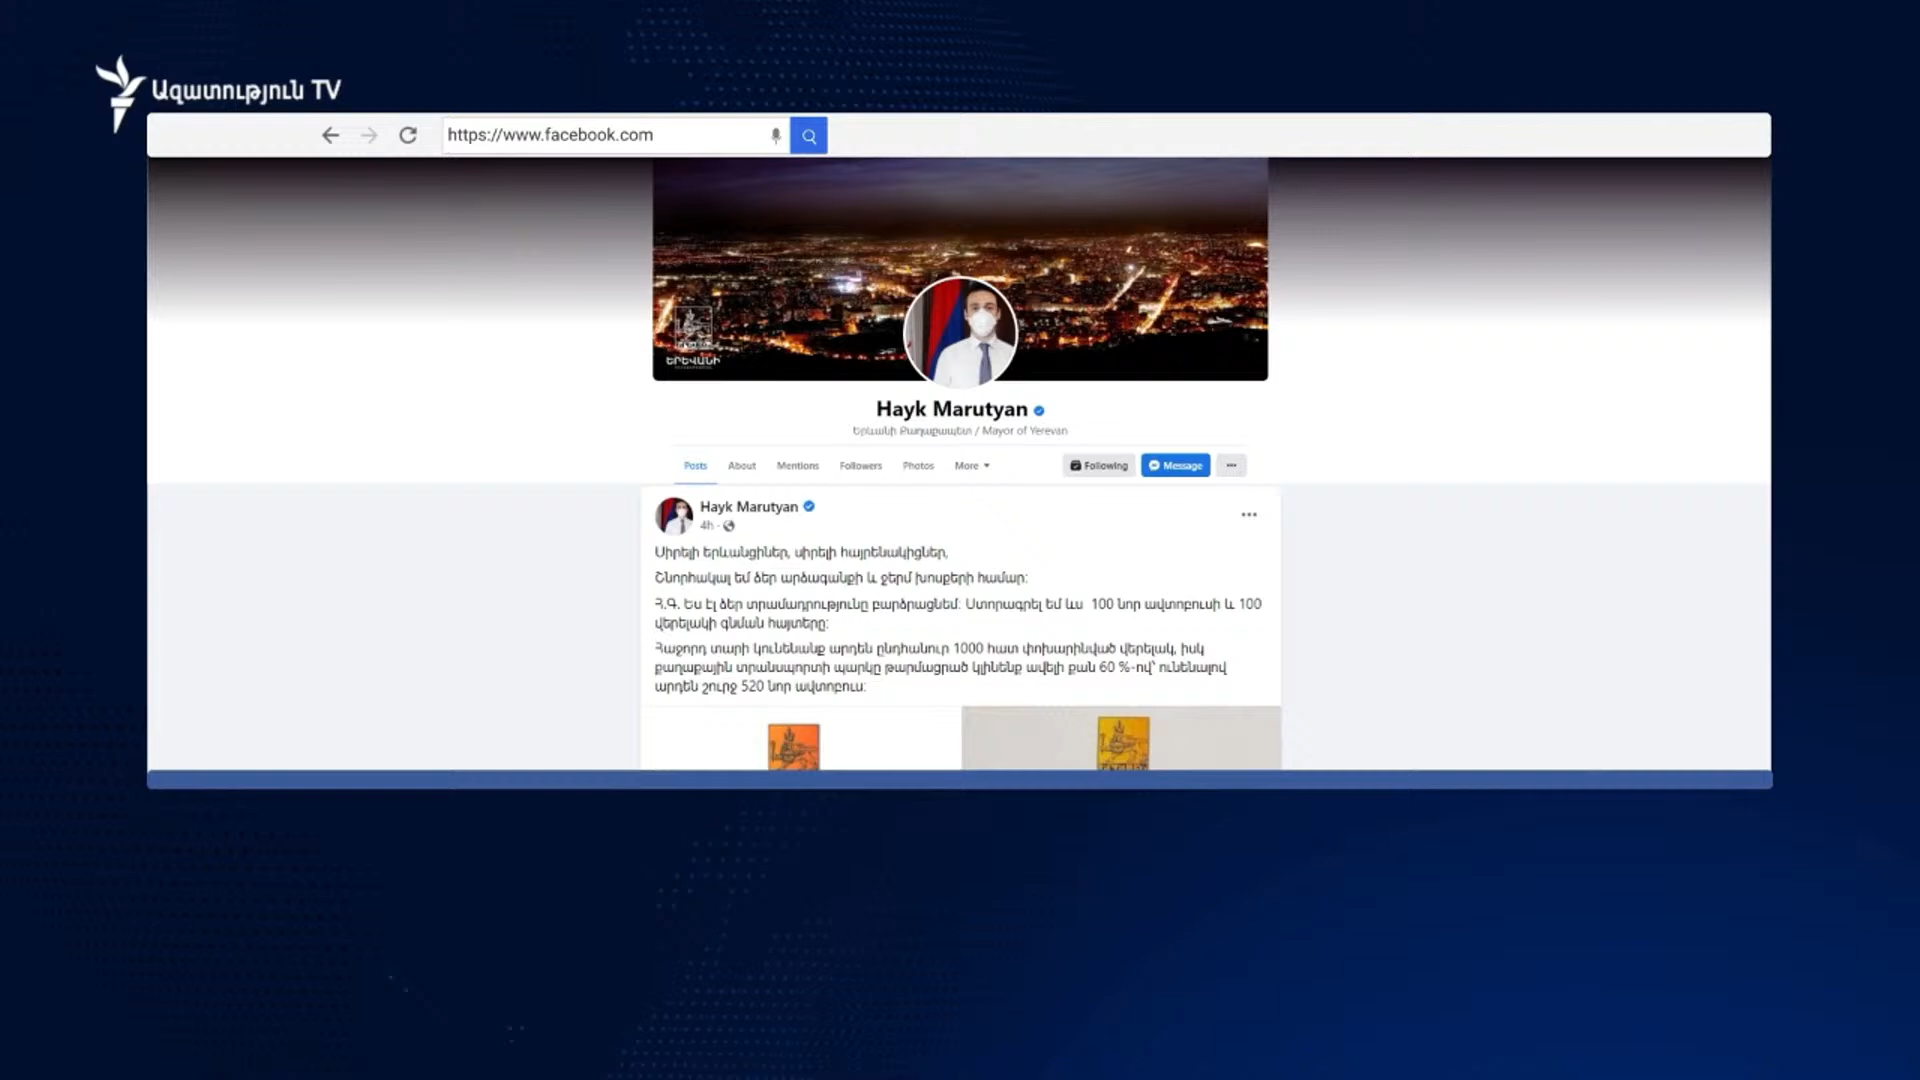 Ազատություն TV
https://www.facebook.com
ԵՐԵՎԱՆԻ
Hayk Marutyan
Երևանի Քաղաքապետ / Mayor of Yerevan
Posts About Mentions Followers Photos More Following Message
Hayk Marutyan
4h
Սիրելի երևանցիներ, սիրելի հայրենակիցներ,
Շնորհակալ եմ ձեր արձագանքի և ջերմ խոսքերի համար:
Հ.Գ. Ես էլ ձեր տրամադրությունը բարձրացնեմ: Ստորագրել եմ ևս 100 նոր ավտոբուսի և 100
վերելակի գնման հայտերը:
Հաջորդ տարի կունենանք արդեն ընդհանուր 1000 հատ փոխարինված վերելակ, իսկ
քաղաքային տրանսպորտի պարկը թարմացրած կլինենք ավելի քան 60 %-ով՝ ունենալով
արդեն շուրջ 520 նոր ավտոբուս: